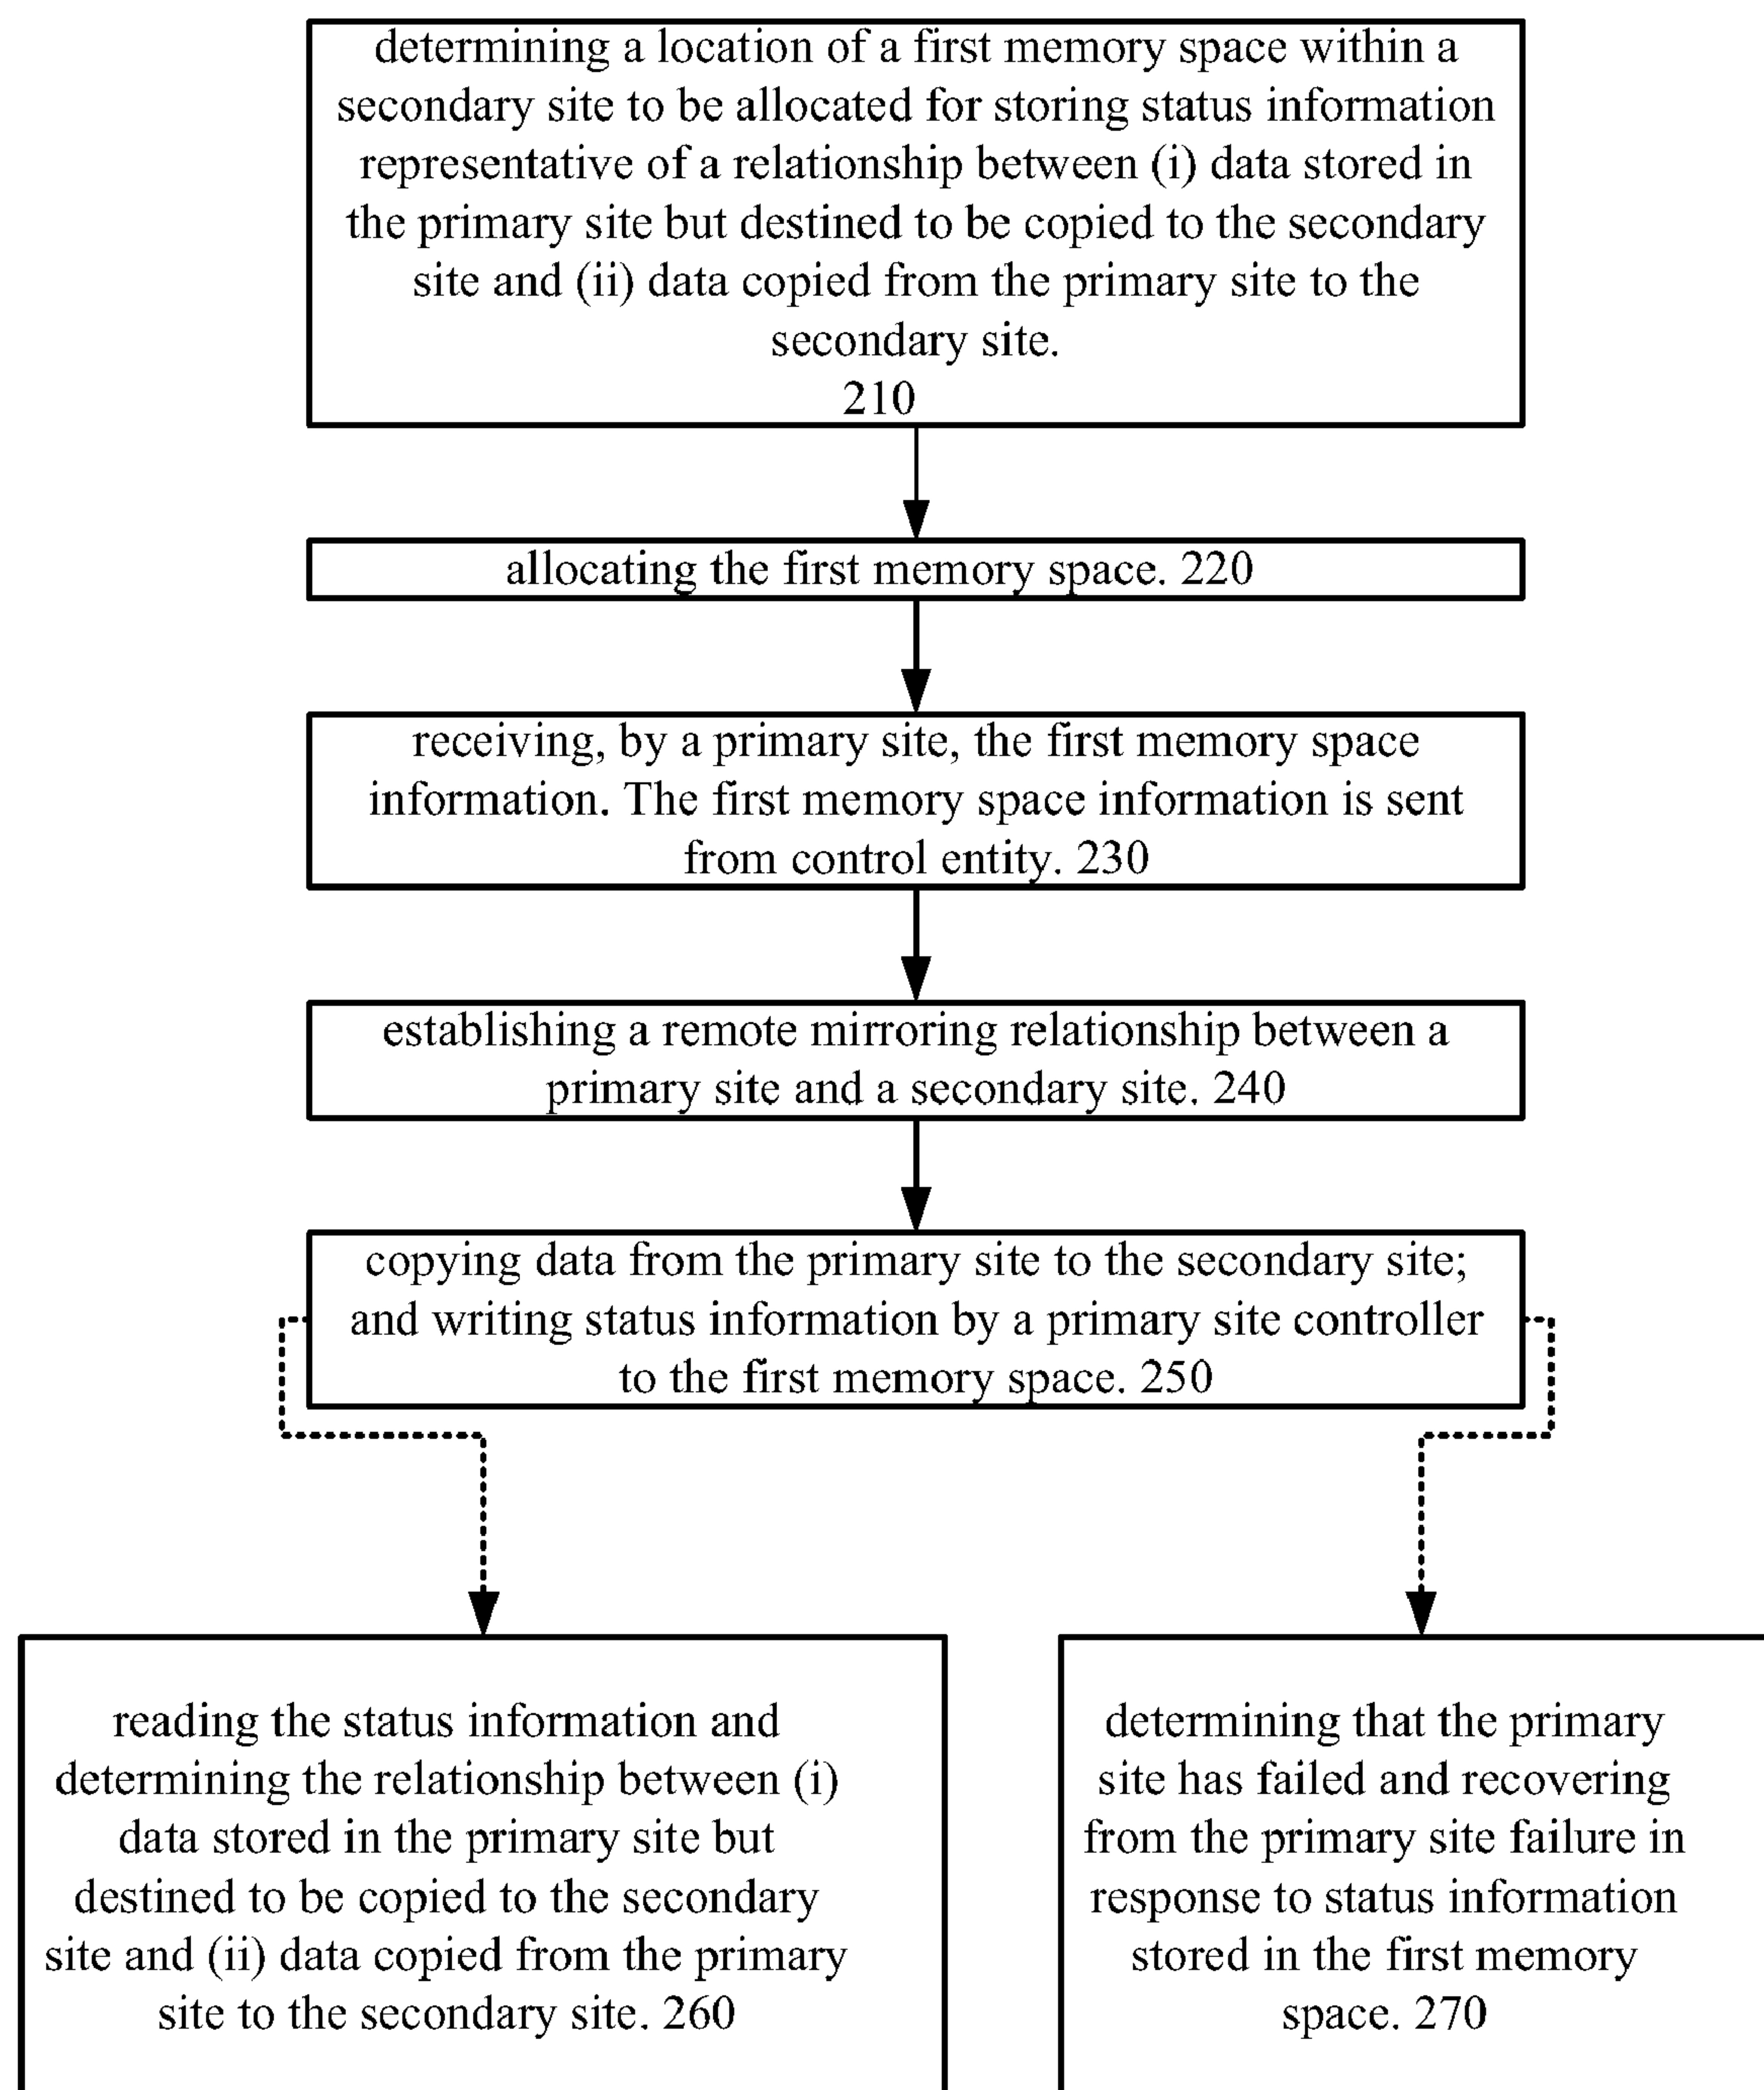 determining a location of a first memory space within a
secondary site to be allocated for storing status information
representative of a relationship between (i) data stored in
the primary site but destined to be copied to the secondary
site and (ii) data copied from the primary site to the
secondary site.
210
allocating the first memory space. 220
receiving, by a primary site, the first memory space
information. The first memory space information is sent
from control entity. 230
establishing a remote mirroring relationship between a
primary site and a secondary site. 240
copying data from the primary site to the secondary site;
and writing status information by a primary site controller
to the first memory space. 250
reading the status information and
determining the relationship between (i)
data stored in the primary site but
destined to be copied to the secondary
site and (ii) data copied from the primary
site to the secondary site. 260
determining that the primary
site has failed and recovering
from the primary site failure in
response to status information
stored in the first memory
space. 270